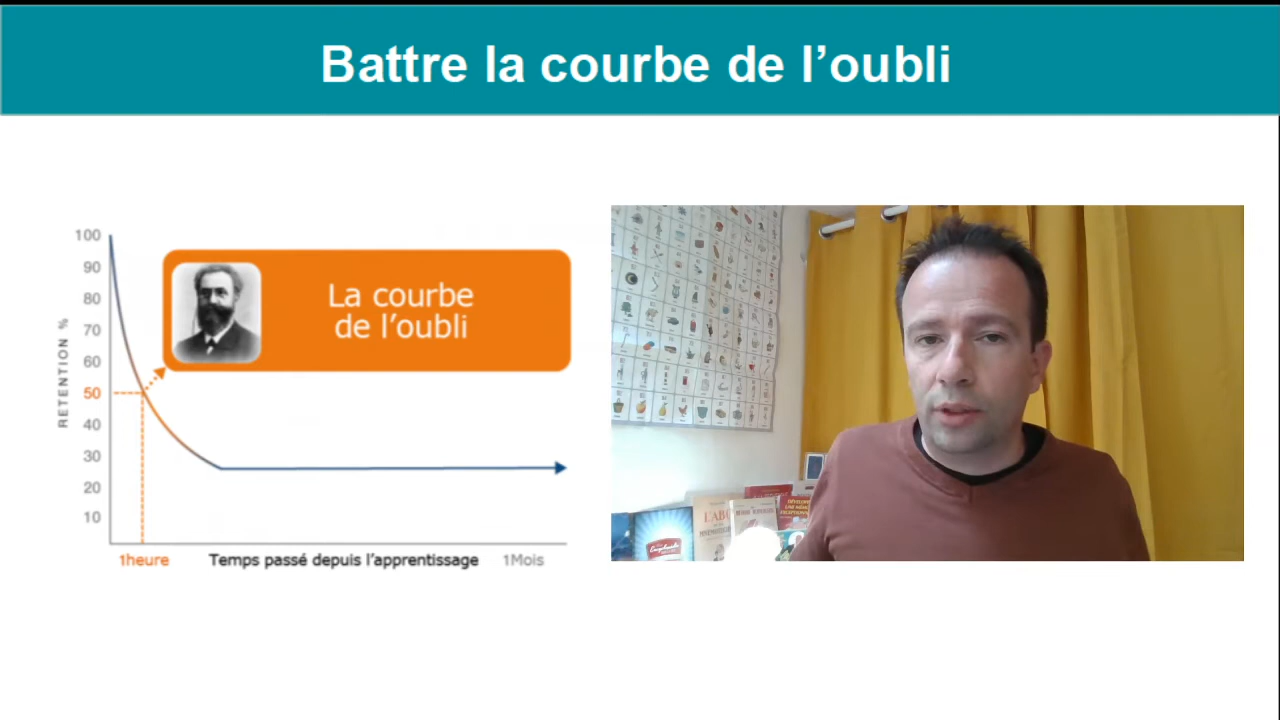 Battre la courbe de l’oubli
100
90
80
70
60
50
40
30
20
10
RETENTION %
La courbe
de l’oubli
1heure
Temps passé depuis l’apprentissage
1Mois
L'ABC